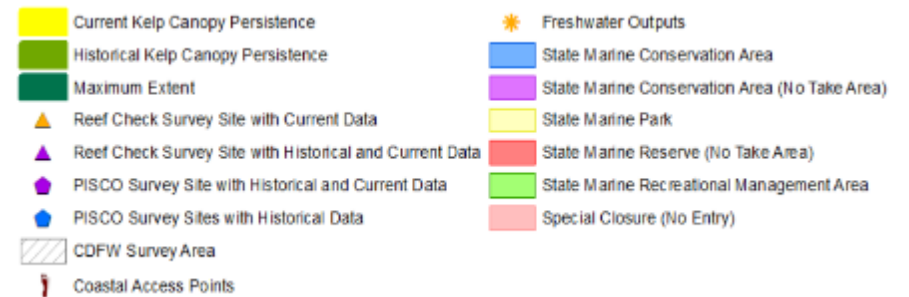 Current Kelp Canopy Persistence
Historical Kelp Canopy Persistence
Maximum Extent
Reef Check Survey Site with Current Data
Reef Check Survey Site with Historical and Current Data
PISCO Survey Site with Historical and Current Data
PISCO Survey Sites with Historical Data
CDFW Survey Area
Coastal Access Points
Freshwater Outputs
State Marine Conservation Area
State Marine Conservation Area (No Take Area)
State Marine Park
State Marine Reserve (No Take Area)
State Marine Recreational Management Area
Special Closure (No Entry)